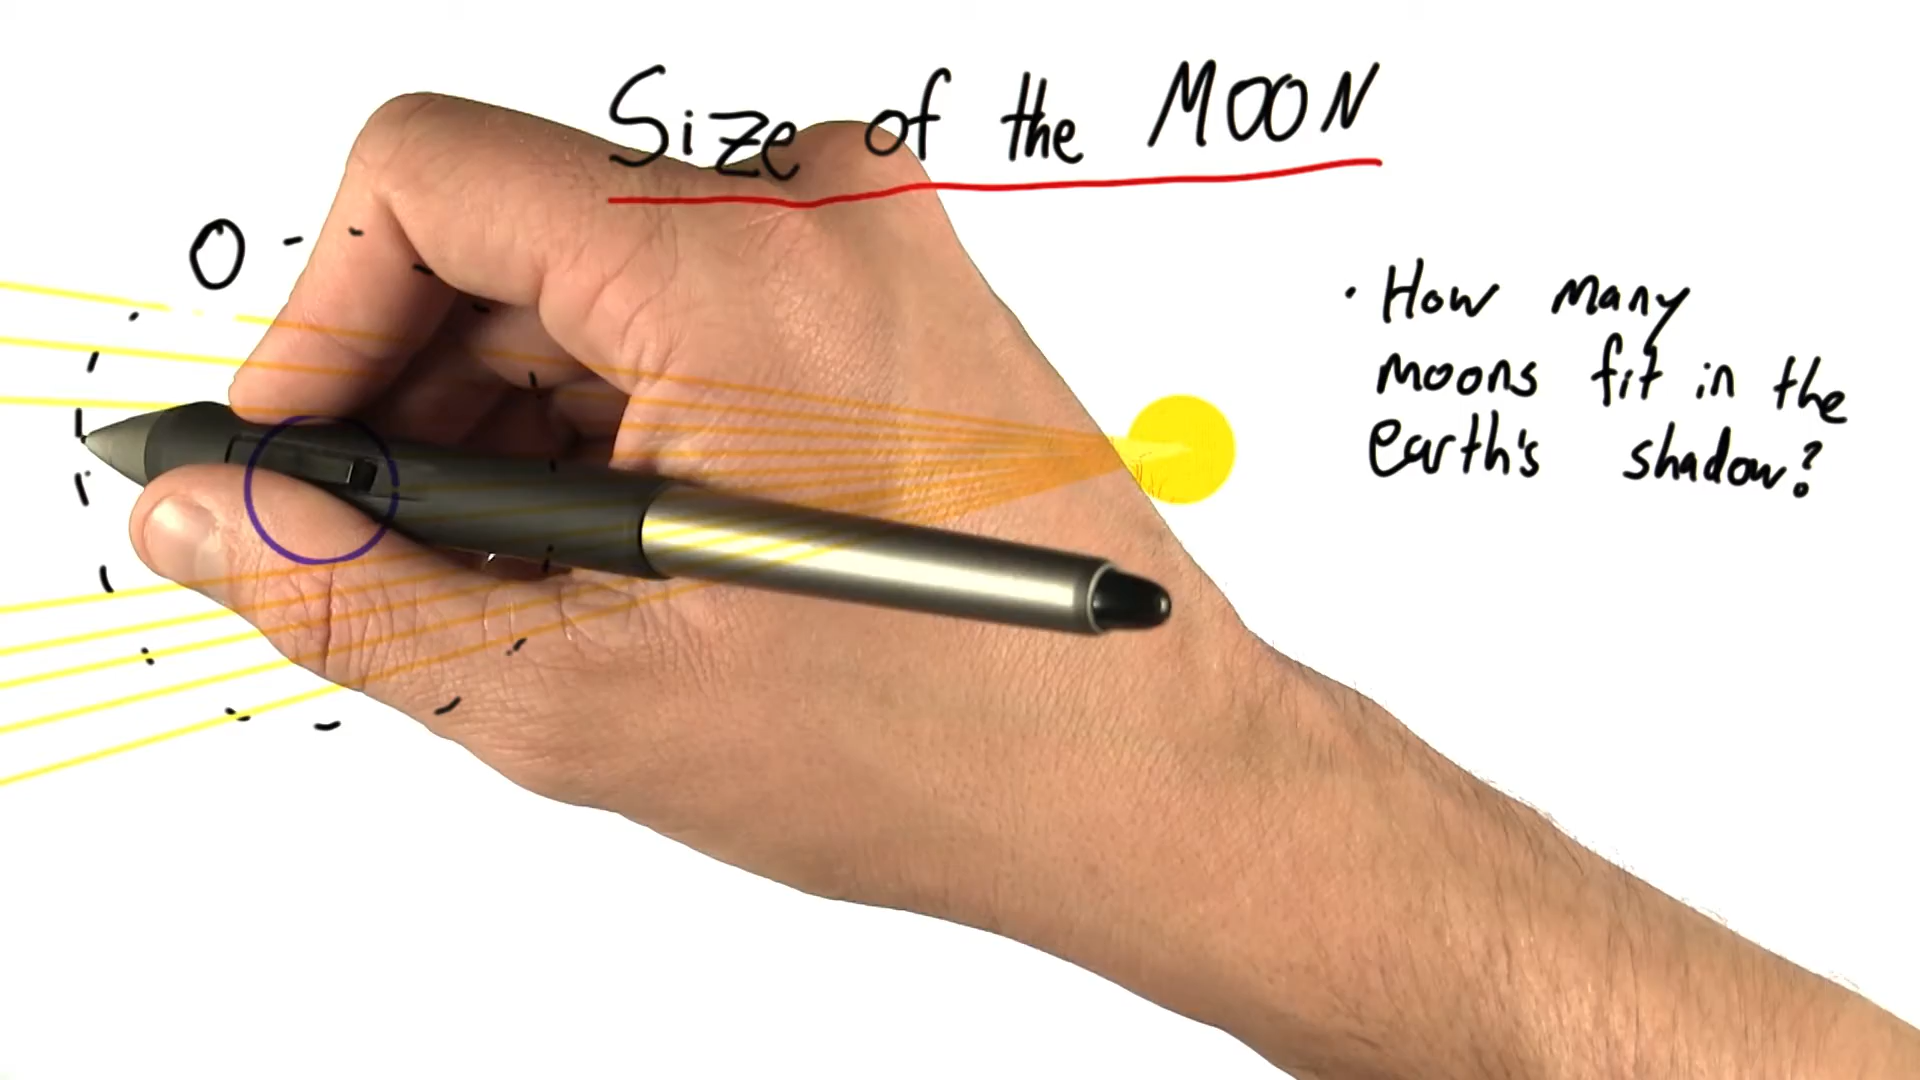 Size of the MOON
· How many
moons fit in the
earth's shadow?